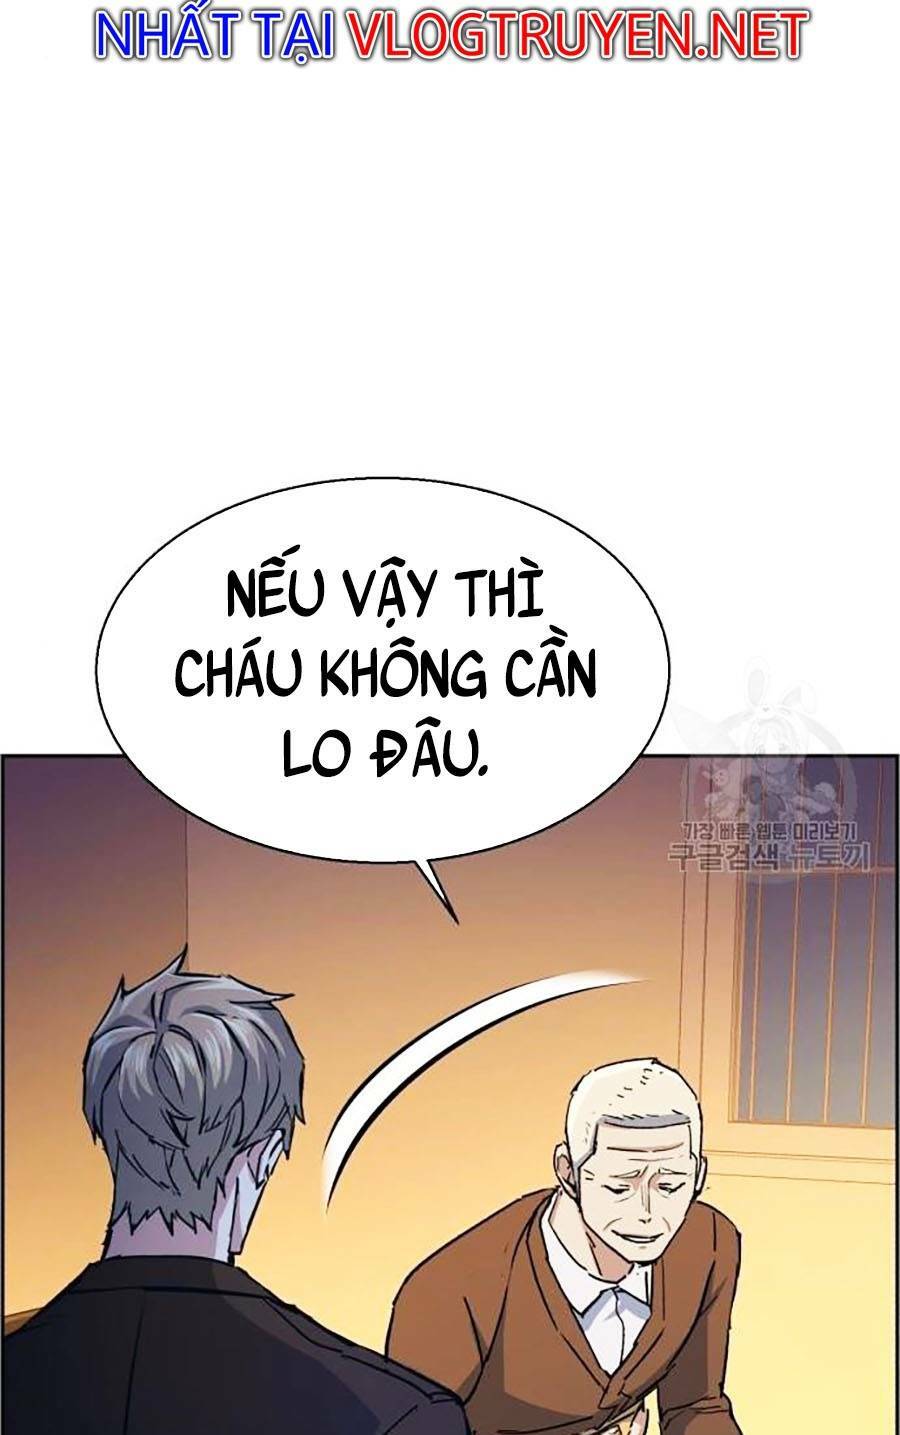 NHẤT TẠI VLOGTRUYEN.NET
NẾU VẬY THÌ
CHÁU KHÔNG CẦN
LO ĐÂU.
가장 빠른 웹툰 미리보기
구글검색 뉴토끼